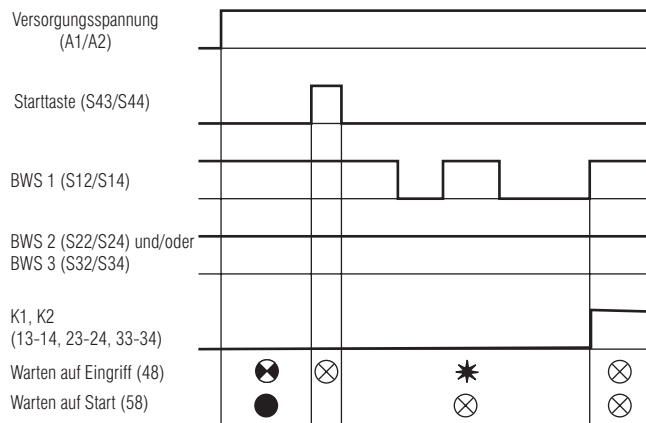 Versorgungsspannung
(A1/A2)
Starttaste (S43/S44)
BWS 1 (S12/S14)
BWS 2 (S22/S24) und/oder
BWS 3 (S32/S34)
K1, K2
(13-14, 23-24, 33-34)
Warten auf Eingriff (48)
Warten auf Start (58)